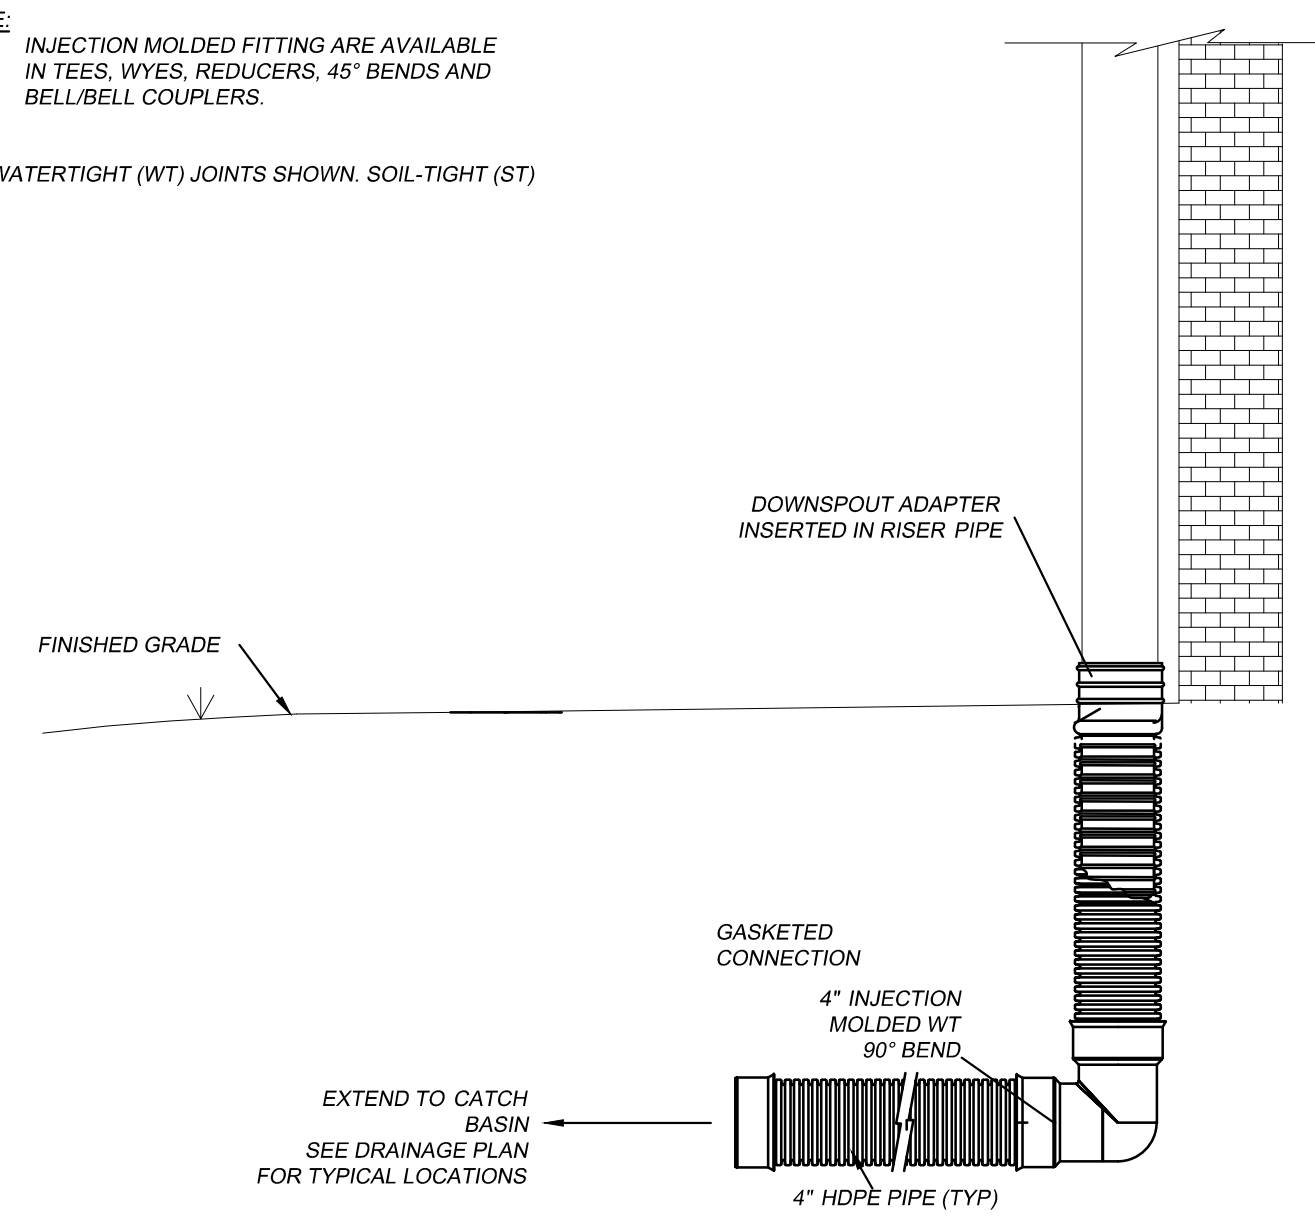 INJECTION MOLDED FITTING ARE AVAILABLE
IN TEES, WYES, REDUCERS, 45° BENDS AND
BELL/BELL COUPLERS.
WATERTIGHT (WT) JOINTS SHOWN. SOIL-TIGHT (ST)
DOWNSPOUT ADAPTER
INSERTED IN RISER PIPE
FINISHED GRADE
GASKETED
CONNECTION
4" INJECTION
MOLDED WT
90° BEND
EXTEND TO CATCH
BASIN
SEE DRAINAGE PLAN
FOR TYPICAL LOCATIONS
4" HDPE PIPE (TYP)